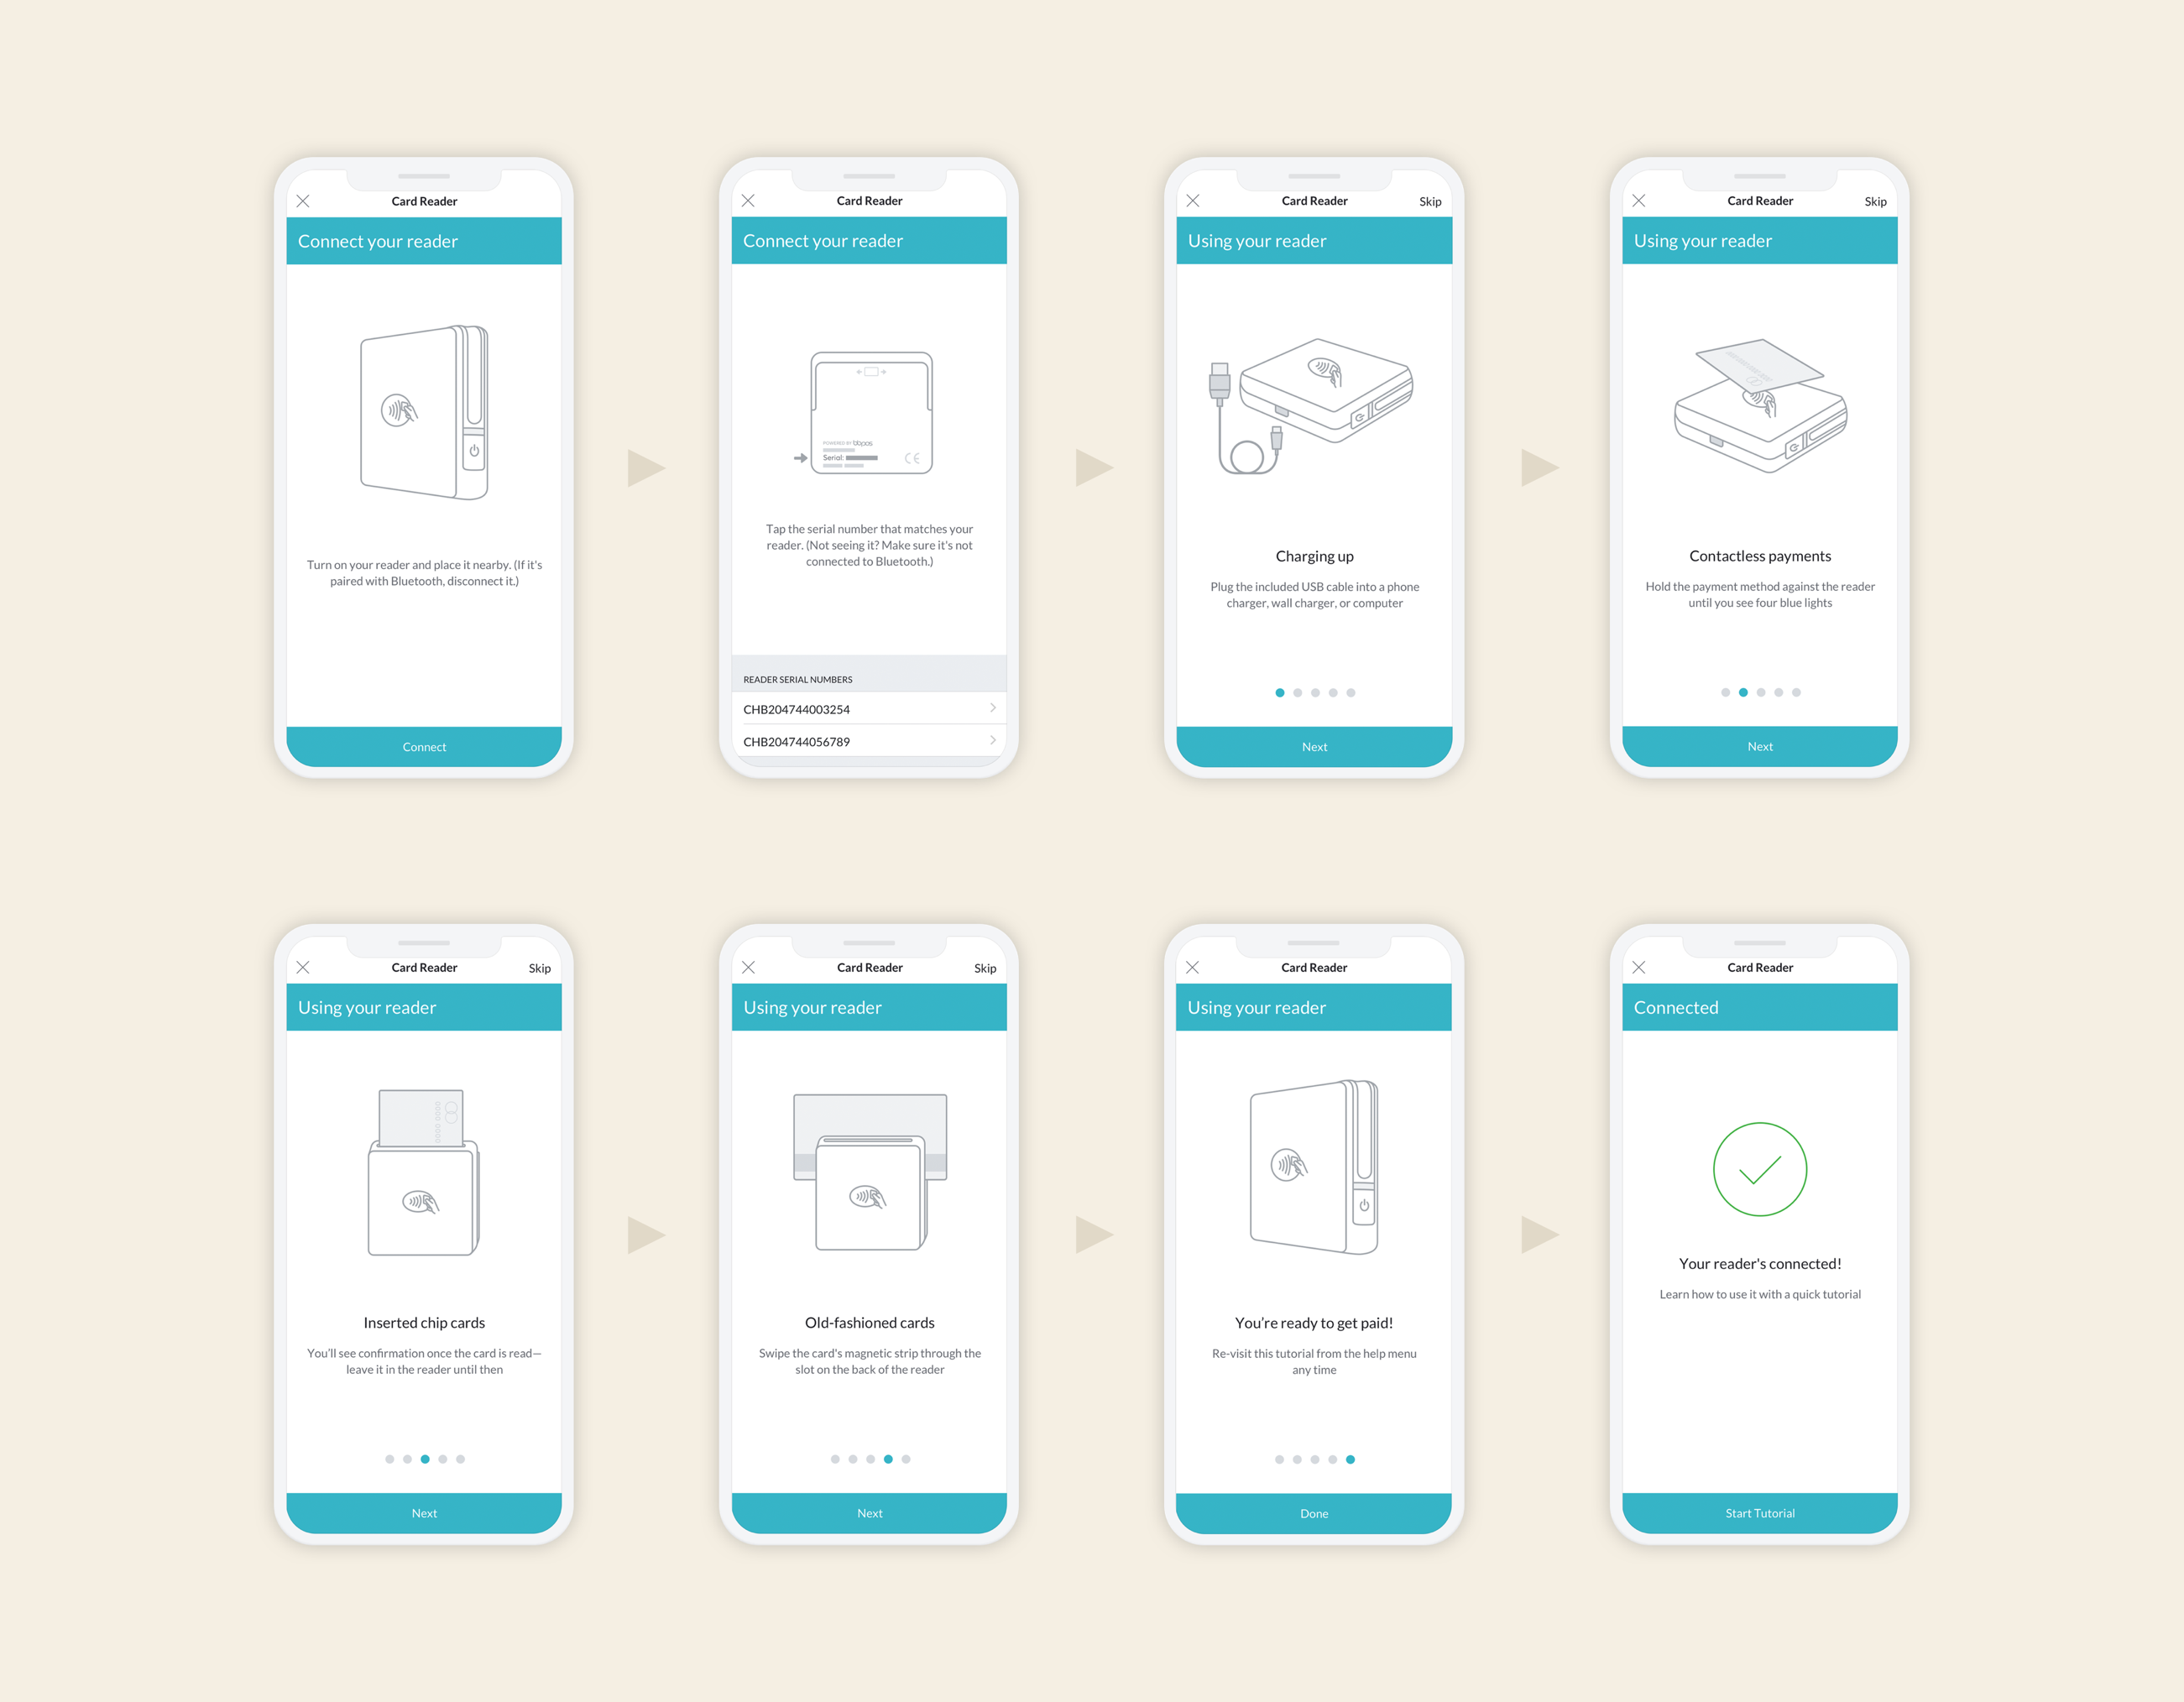 Card Reader
Connect your reader
Turn on your reader and place it nearby. (If it's
paired with Bluetooth, disconnect it.)
Connect
Card Reader
Connect your reader
POWERED BY BBPOS
Serial:
CE
Tap the serial number that matches your
reader. (Not seeing it? Make sure it's not
connected to Bluetooth.)
READER SERIAL NUMBERS
CHB204744003254
CHB204744056789
Card Reader
Skip
Using your reader
Charging up
Plug the included USB cable into a phone
charger, wall charger, or computer
Next
Card Reader
Skip
Using your reader
Contactless payments
Hold the payment method against the reader
until you see four blue lights
Next
Card Reader
Skip
Using your reader
Inserted chip cards
You’ll see confirmation once the card is read—
leave it in the reader until then
Next
Card Reader
Skip
Using your reader
Old-fashioned cards
Swipe the card's magnetic strip through the
slot on the back of the reader
Next
Card Reader
Using your reader
You’re ready to get paid!
Re-visit this tutorial from the help menu
any time
Done
Card Reader
Connected
Your reader's connected!
Learn how to use it with a quick tutorial
Start Tutorial